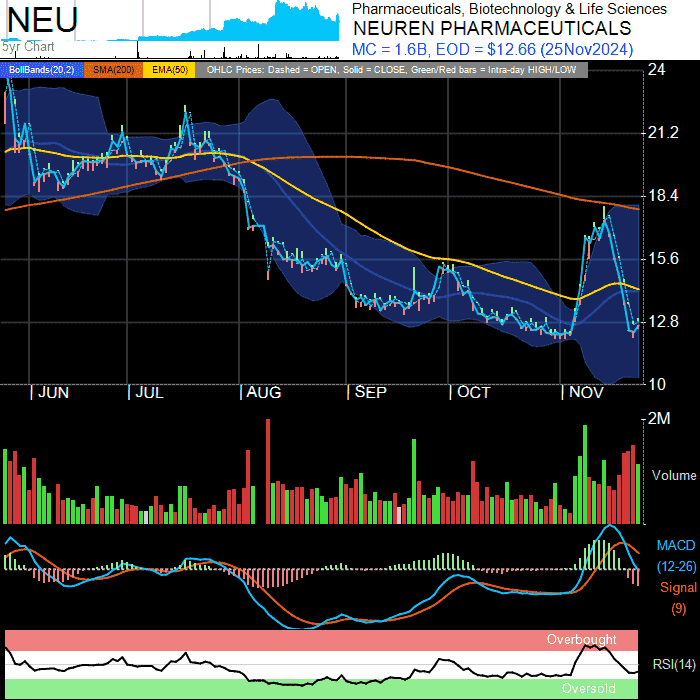 NEU
5yr Chart
Pharmaceuticals, Biotechnology & Life Sciences
NEUREN PHARMACEUTICALS
MC = 1.6B, EOD = $12.66 (25Nov2024)
BollBands(20,2) SMA(200) EMA(50) OHLC Prices: Dashed = OPEN, Solid = CLOSE, Green/Red bars = Intra-day HIGH/LOW
24
21.2
18.4
15.6
12.8
10
| JUN | JUL | AUG | SEP | OCT | NOV
2M
Volume
MACD
(12-26)
Signal
(9)
Overbought
RSI(14)
Oversold